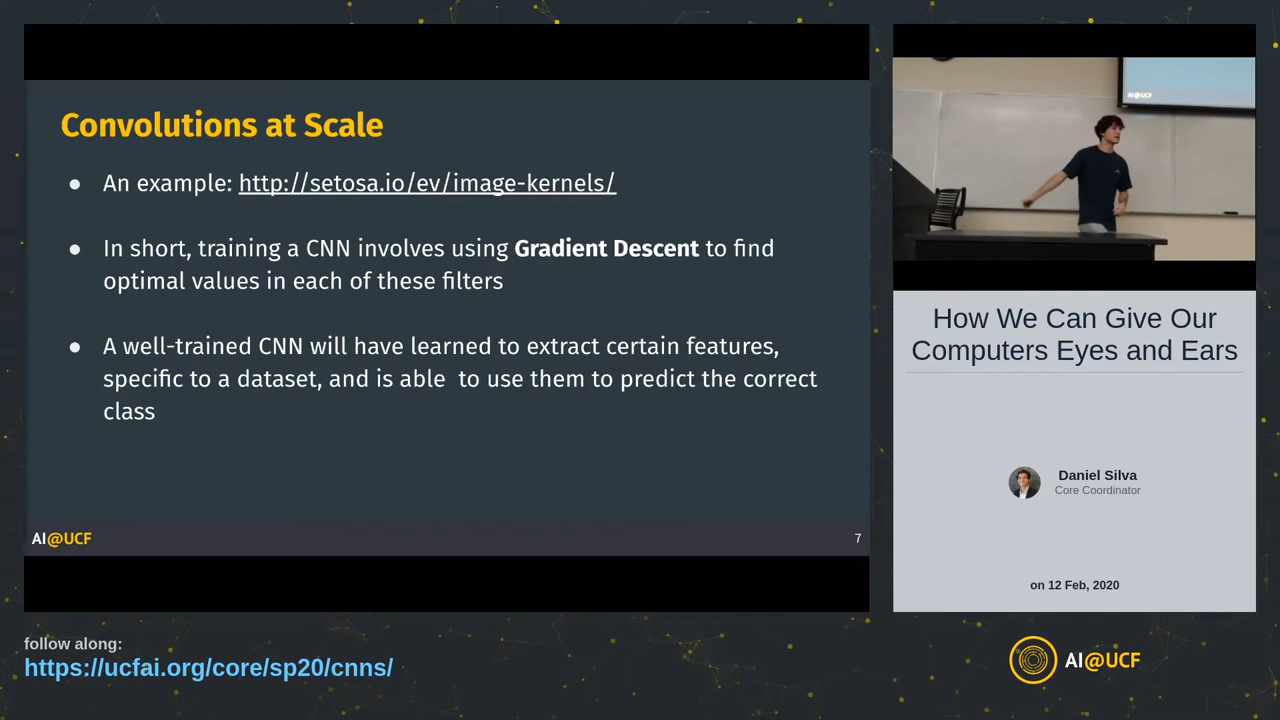 Convolutions at Scale
● An example: http://setosa.io/ev/image-kernels/
● In short, training a CNN involves using Gradient Descent to find
optimal values in each of these filters
● A well-trained CNN will have learned to extract certain features,
specific to a dataset, and is able  to use them to predict the correct
class
AI@UCF
7
AI@UCF
How We Can Give Our
Computers Eyes and Ears
Daniel Silva
Core Coordinator
on 12 Feb, 2020
follow along:
https://ucfai.org/core/sp20/cnns/
AI@UCF